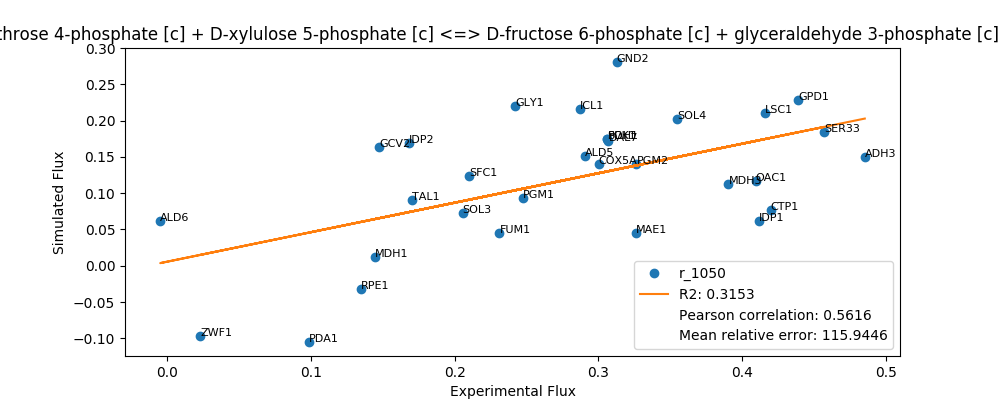 throse 4-phosphate [c] + D-xylulose 5-phosphate [c] <=> D-fructose 6-phosphate [c] + glyceraldehyde 3-phosphate [c]
0.30
0.25
0.20
0.15
0.10
0.05
0.00
−0.05
−0.10
Simulated Flux
GND2
GLY1
ICL1
GPD1
LSC1
SOL4
SER33
GCV2
IDP2
ALD5
COX5A
PGM2
ADH3
SFC1
MDH
OAC1
TAL1
PGM1
SOL3
CTP1
ALD6
IDP1
FUM1
MAE1
MDH1
RPE1
ZWF1
PDA1
r_1050
R2: 0.3153
Pearson correlation: 0.5616
Mean relative error: 115.9446
0.0 0.1 0.2 0.3 0.4 0.5
Experimental Flux